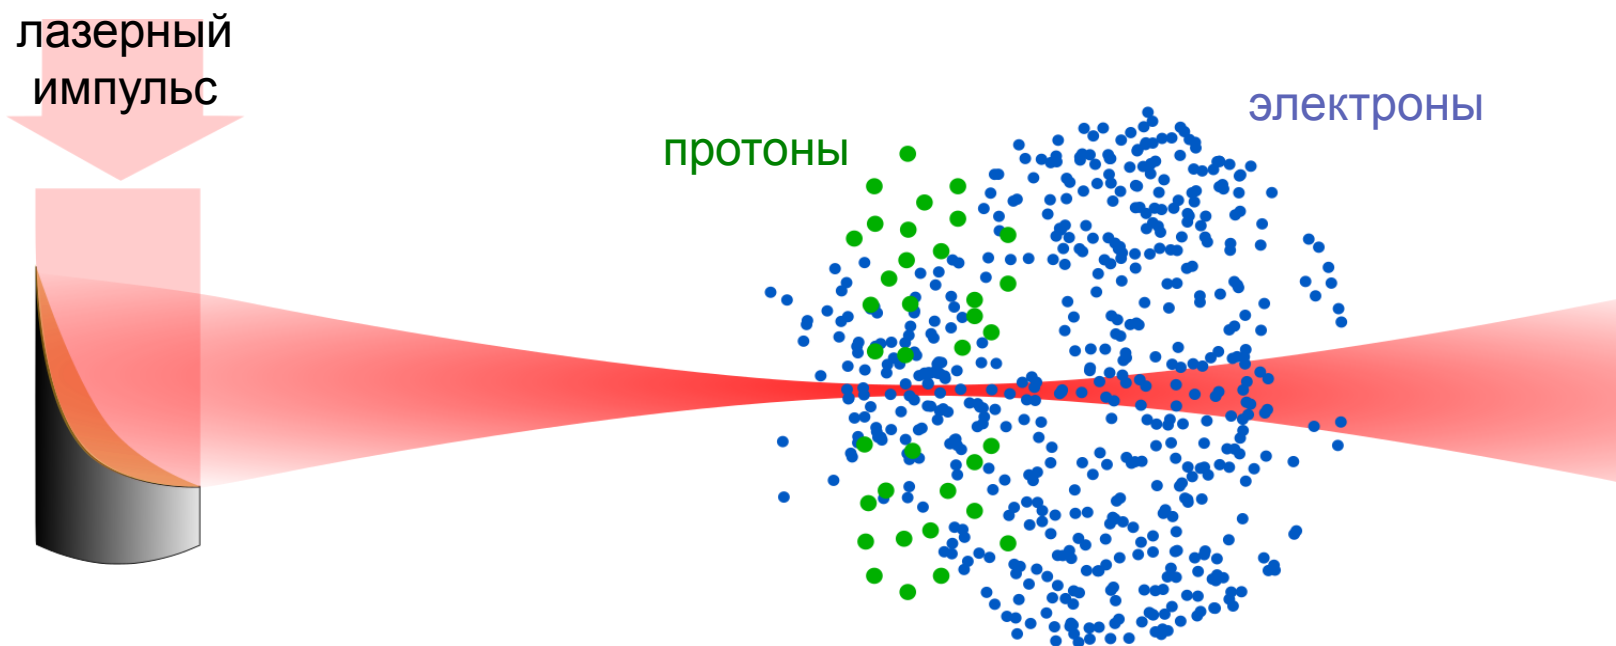 лазерный
импульс
протоны
электроны